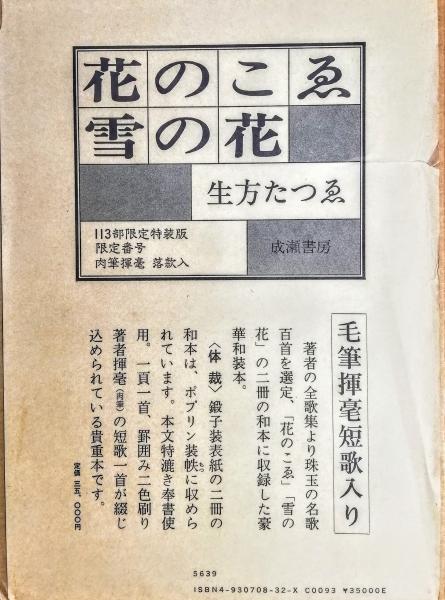 花のこゑ
雪の花
生方たつゑ
113部限定特装版
限定番号
肉筆揮毫 落款入
成瀬書房
毛筆揮毫短歌入り
著者の全歌集より珠玉の名歌
百首を選定、「花のこゑ」「雪の
花」の二冊の和本に収録した豪
華和装本。
〈体裁〉鍛子装表紙の二冊の
和本は、ポプリン装帙に収めら
れています。本文特漉き奉書使
用。一頁一首、罫囲み二色刷り
著者揮毫(肉筆)の短歌一首が綴じ
込められている貴重本です。
定価 三五、〇〇〇円
5639
ISBN4-930708-32-X C0093 ¥35000E